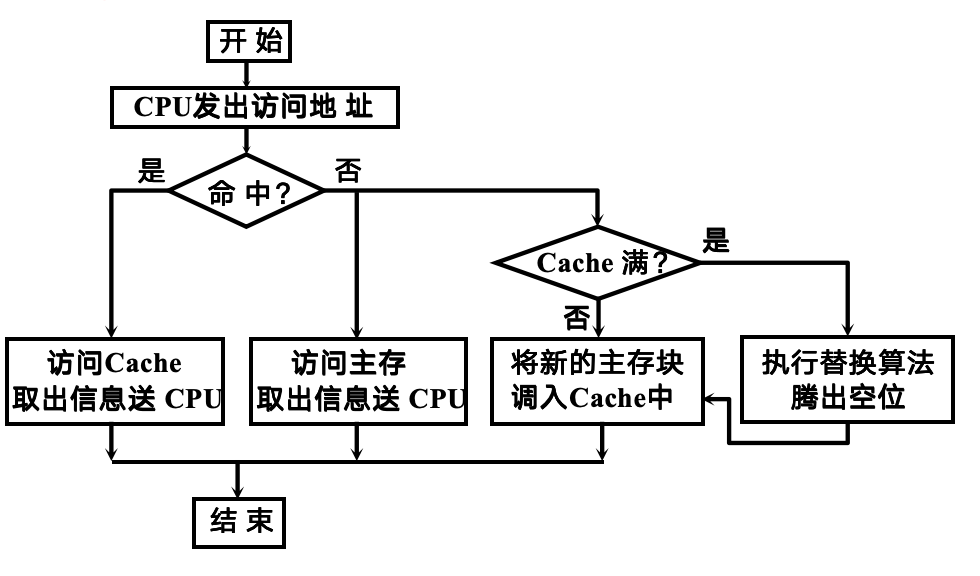 开 始
CPU发出访问地 址
是
命 中?
否
Cache 满?
是
否
访问Cache
取出信息送 CPU
访问主存
取出信息送 CPU
将新的主存块
调入Cache中
执行替换算法
腾出空位
结 束